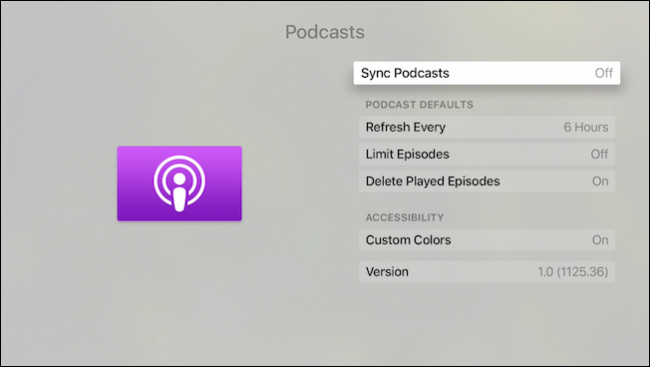 Podcasts
Sync Podcasts Off
PODCAST DEFAULTS
Refresh Every 6 Hours
Limit Episodes Off
Delete Played Episodes On
ACCESSIBILITY
Custom Colors On
Version 1.0 (1125.36)